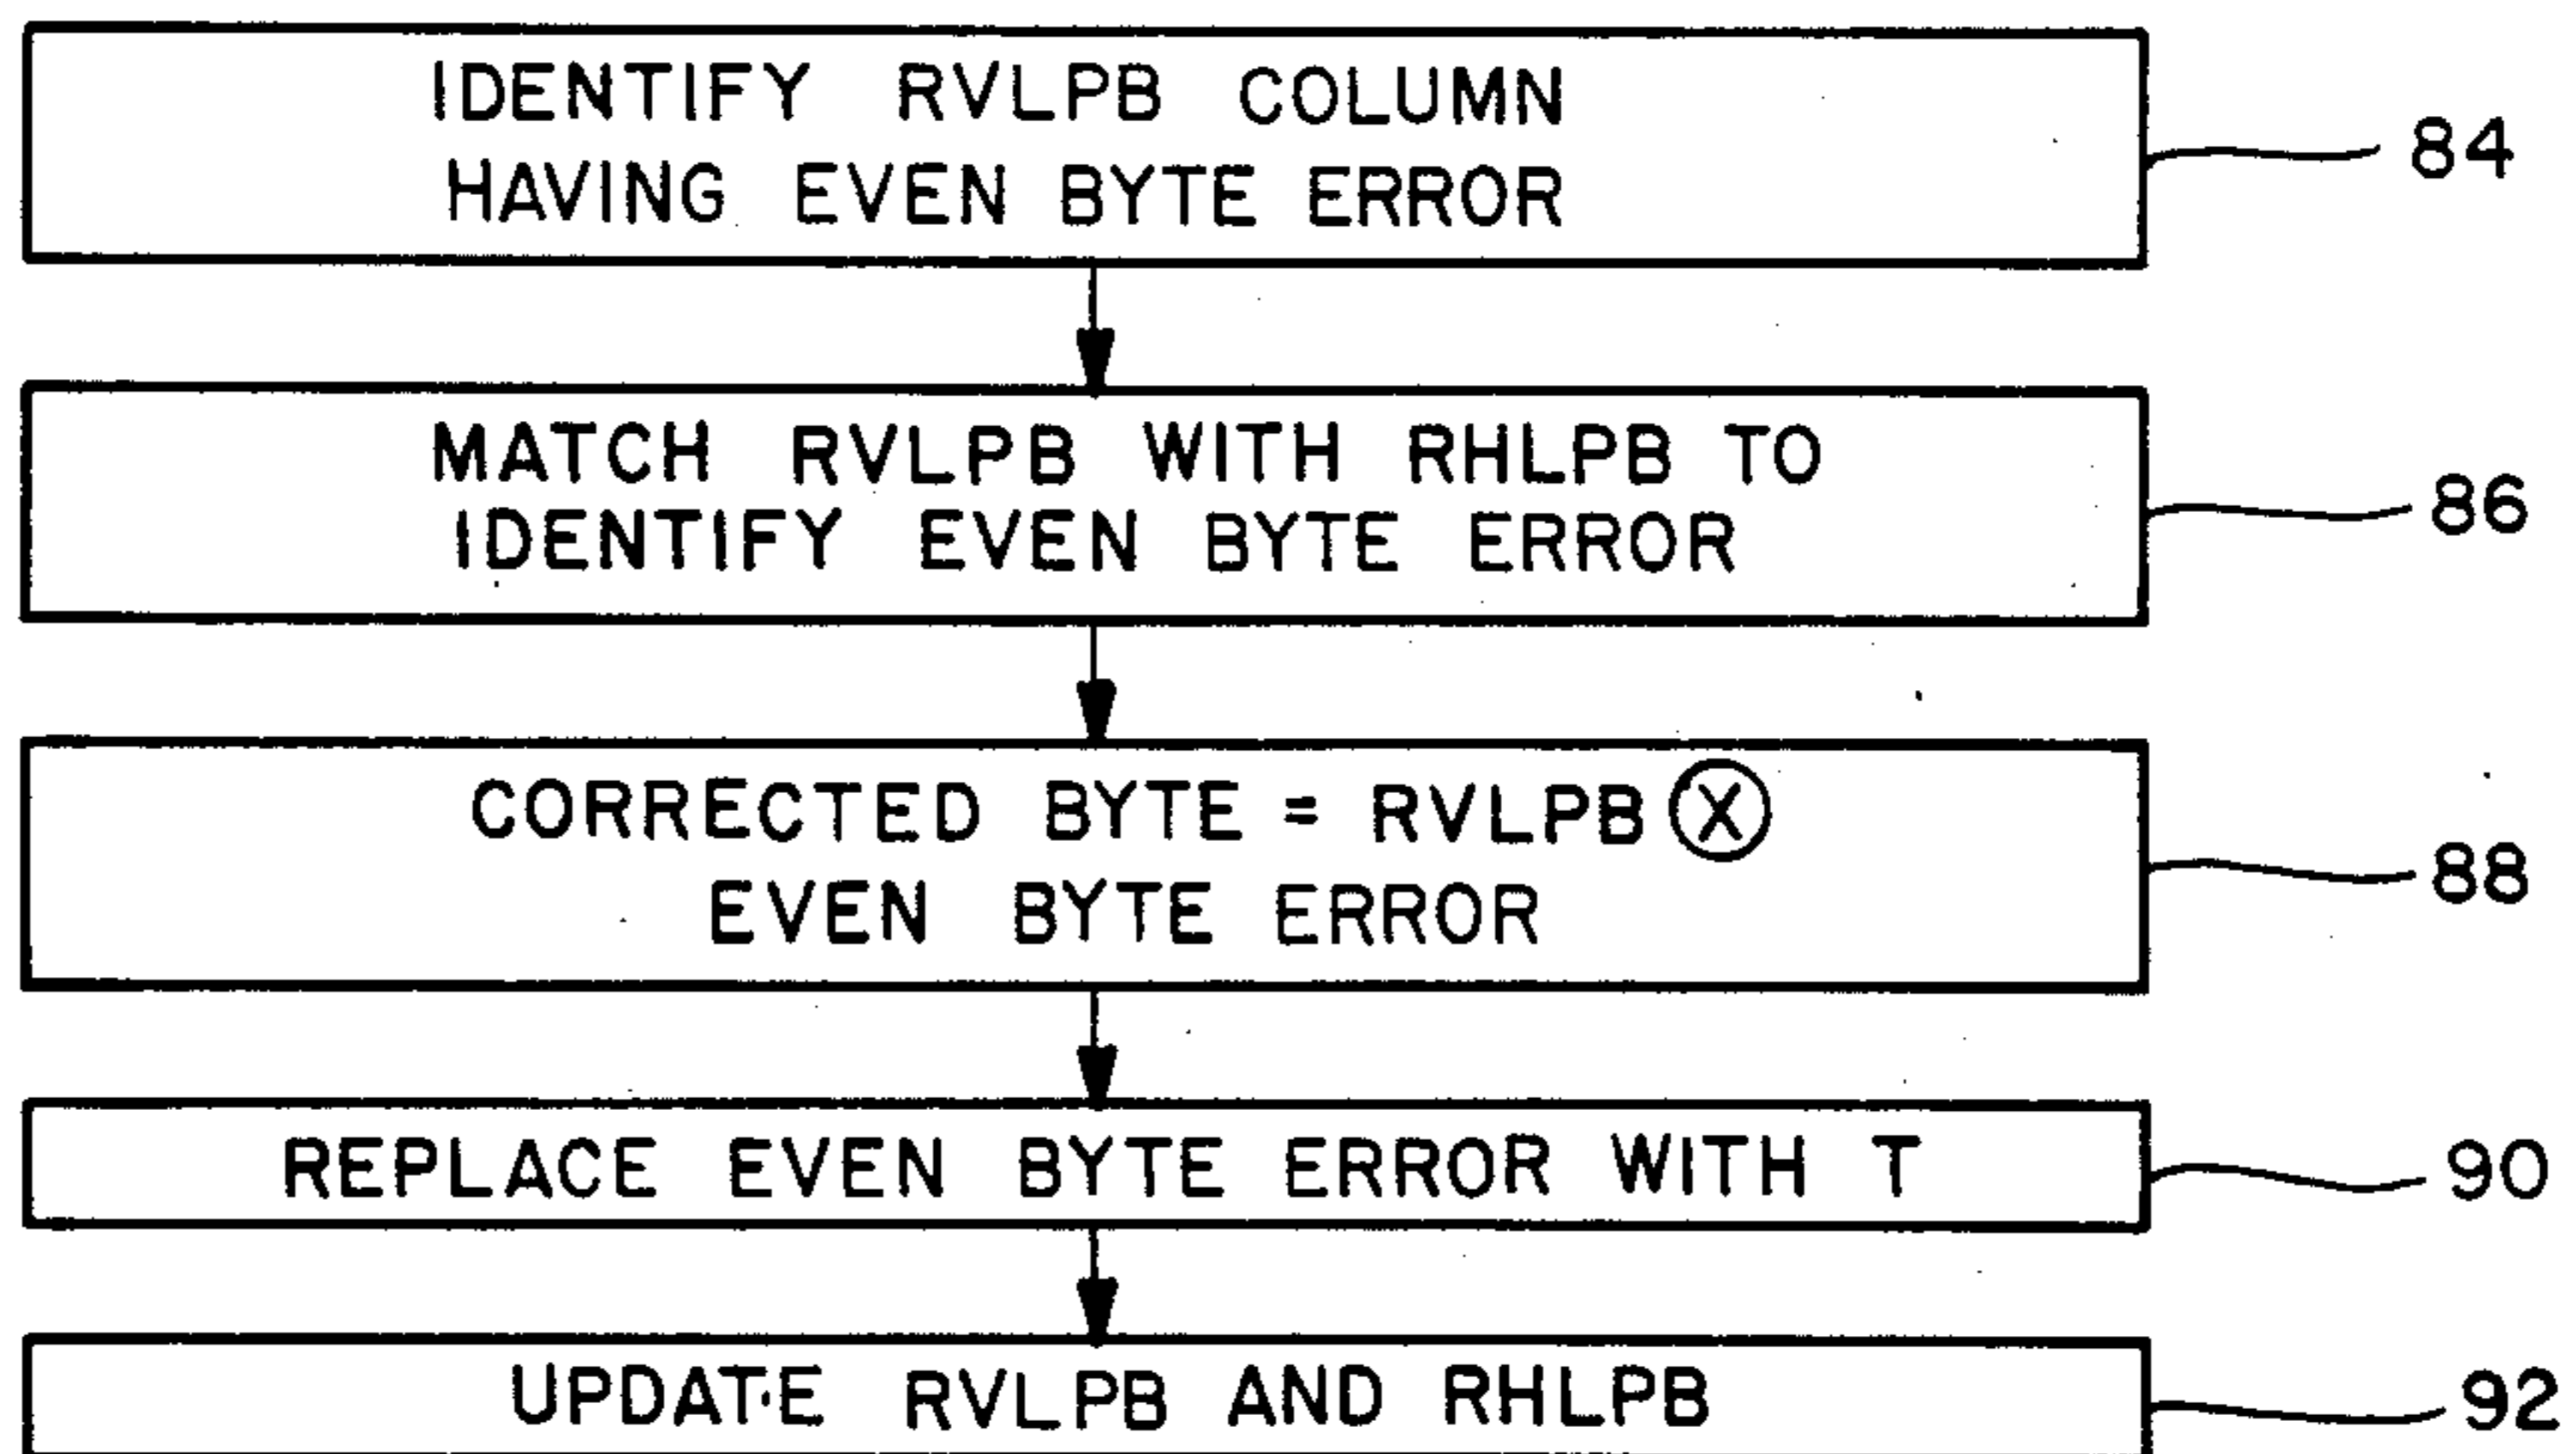 IDENTIFY RVLPB COLUMN
HAVING EVEN BYTE ERROR
84
MATCH RVLPB WITH RHLPB TO
IDENTIFY EVEN BYTE ERROR
86
CORRECTED BYTE = RVLPB Ⓧ
EVEN BYTE ERROR
88
REPLACE EVEN BYTE ERROR WITH T
90
UPDATE RVLPB AND RHLPB
92